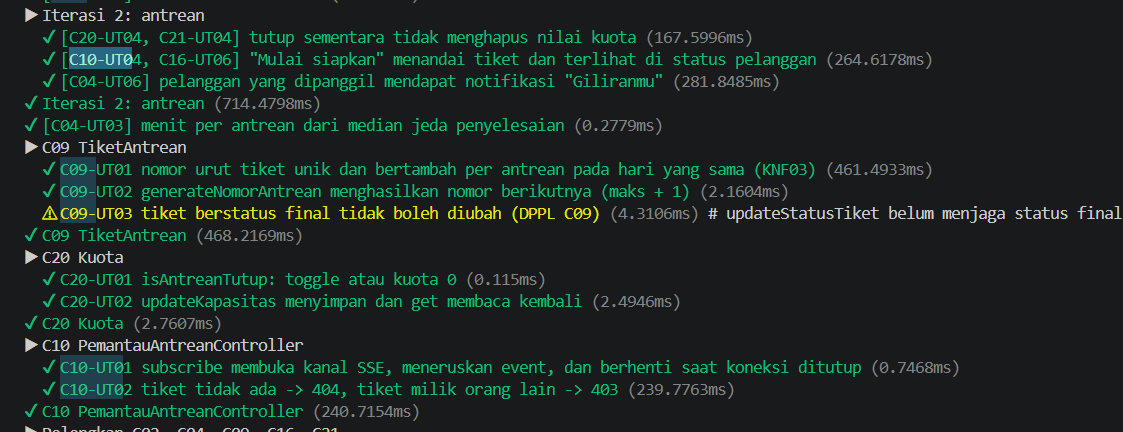 ▶ Iterasi 2: antrean
✓ [C20-UT04, C21-UT04] tutup sementara tidak menghapus nilai kuota (167.5996ms)
✓ [C10-UT04, C16-UT06] "Mulai siapkan" menandai tiket dan terlihat di status pelanggan (264.6178ms)
✓ [C04-UT06] pelanggan yang dipanggil mendapat notifikasi "Giliranmu" (281.8485ms)
✓ Iterasi 2: antrean (714.4798ms)
✓ [C04-UT03] menit per antrean dari median jeda penyelesaian (0.2779ms)
▶ C09 TiketAntrean
✓ C09-UT01 nomor urut tiket unik dan bertambah per antrean pada hari yang sama (KNF03) (461.4933ms)
✓ C09-UT02 generateNomorAntrean menghasilkan nomor berikutnya (maks + 1) (2.1604ms)
⚠ C09-UT03 tiket berstatus final tidak boleh diubah (DPPL C09) (4.3106ms) # updateStatusTiket belum menjaga status final
✓ C09 TiketAntrean (468.2169ms)
▶ C20 Kuota
✓ C20-UT01 isAntreanTutup: toggle atau kuota 0 (0.115ms)
✓ C20-UT02 updateKapasitas menyimpan dan get membaca kembali (2.4946ms)
✓ C20 Kuota (2.7607ms)
▶ C10 PemantauAntreanController
✓ C10-UT01 subscribe membuka kanal SSE, meneruskan event, dan berhenti saat koneksi ditutup (0.7468ms)
✓ C10-UT02 tiket tidak ada -> 404, tiket milik orang lain -> 403 (239.7763ms)
✓ C10 PemantauAntreanController (240.7154ms)